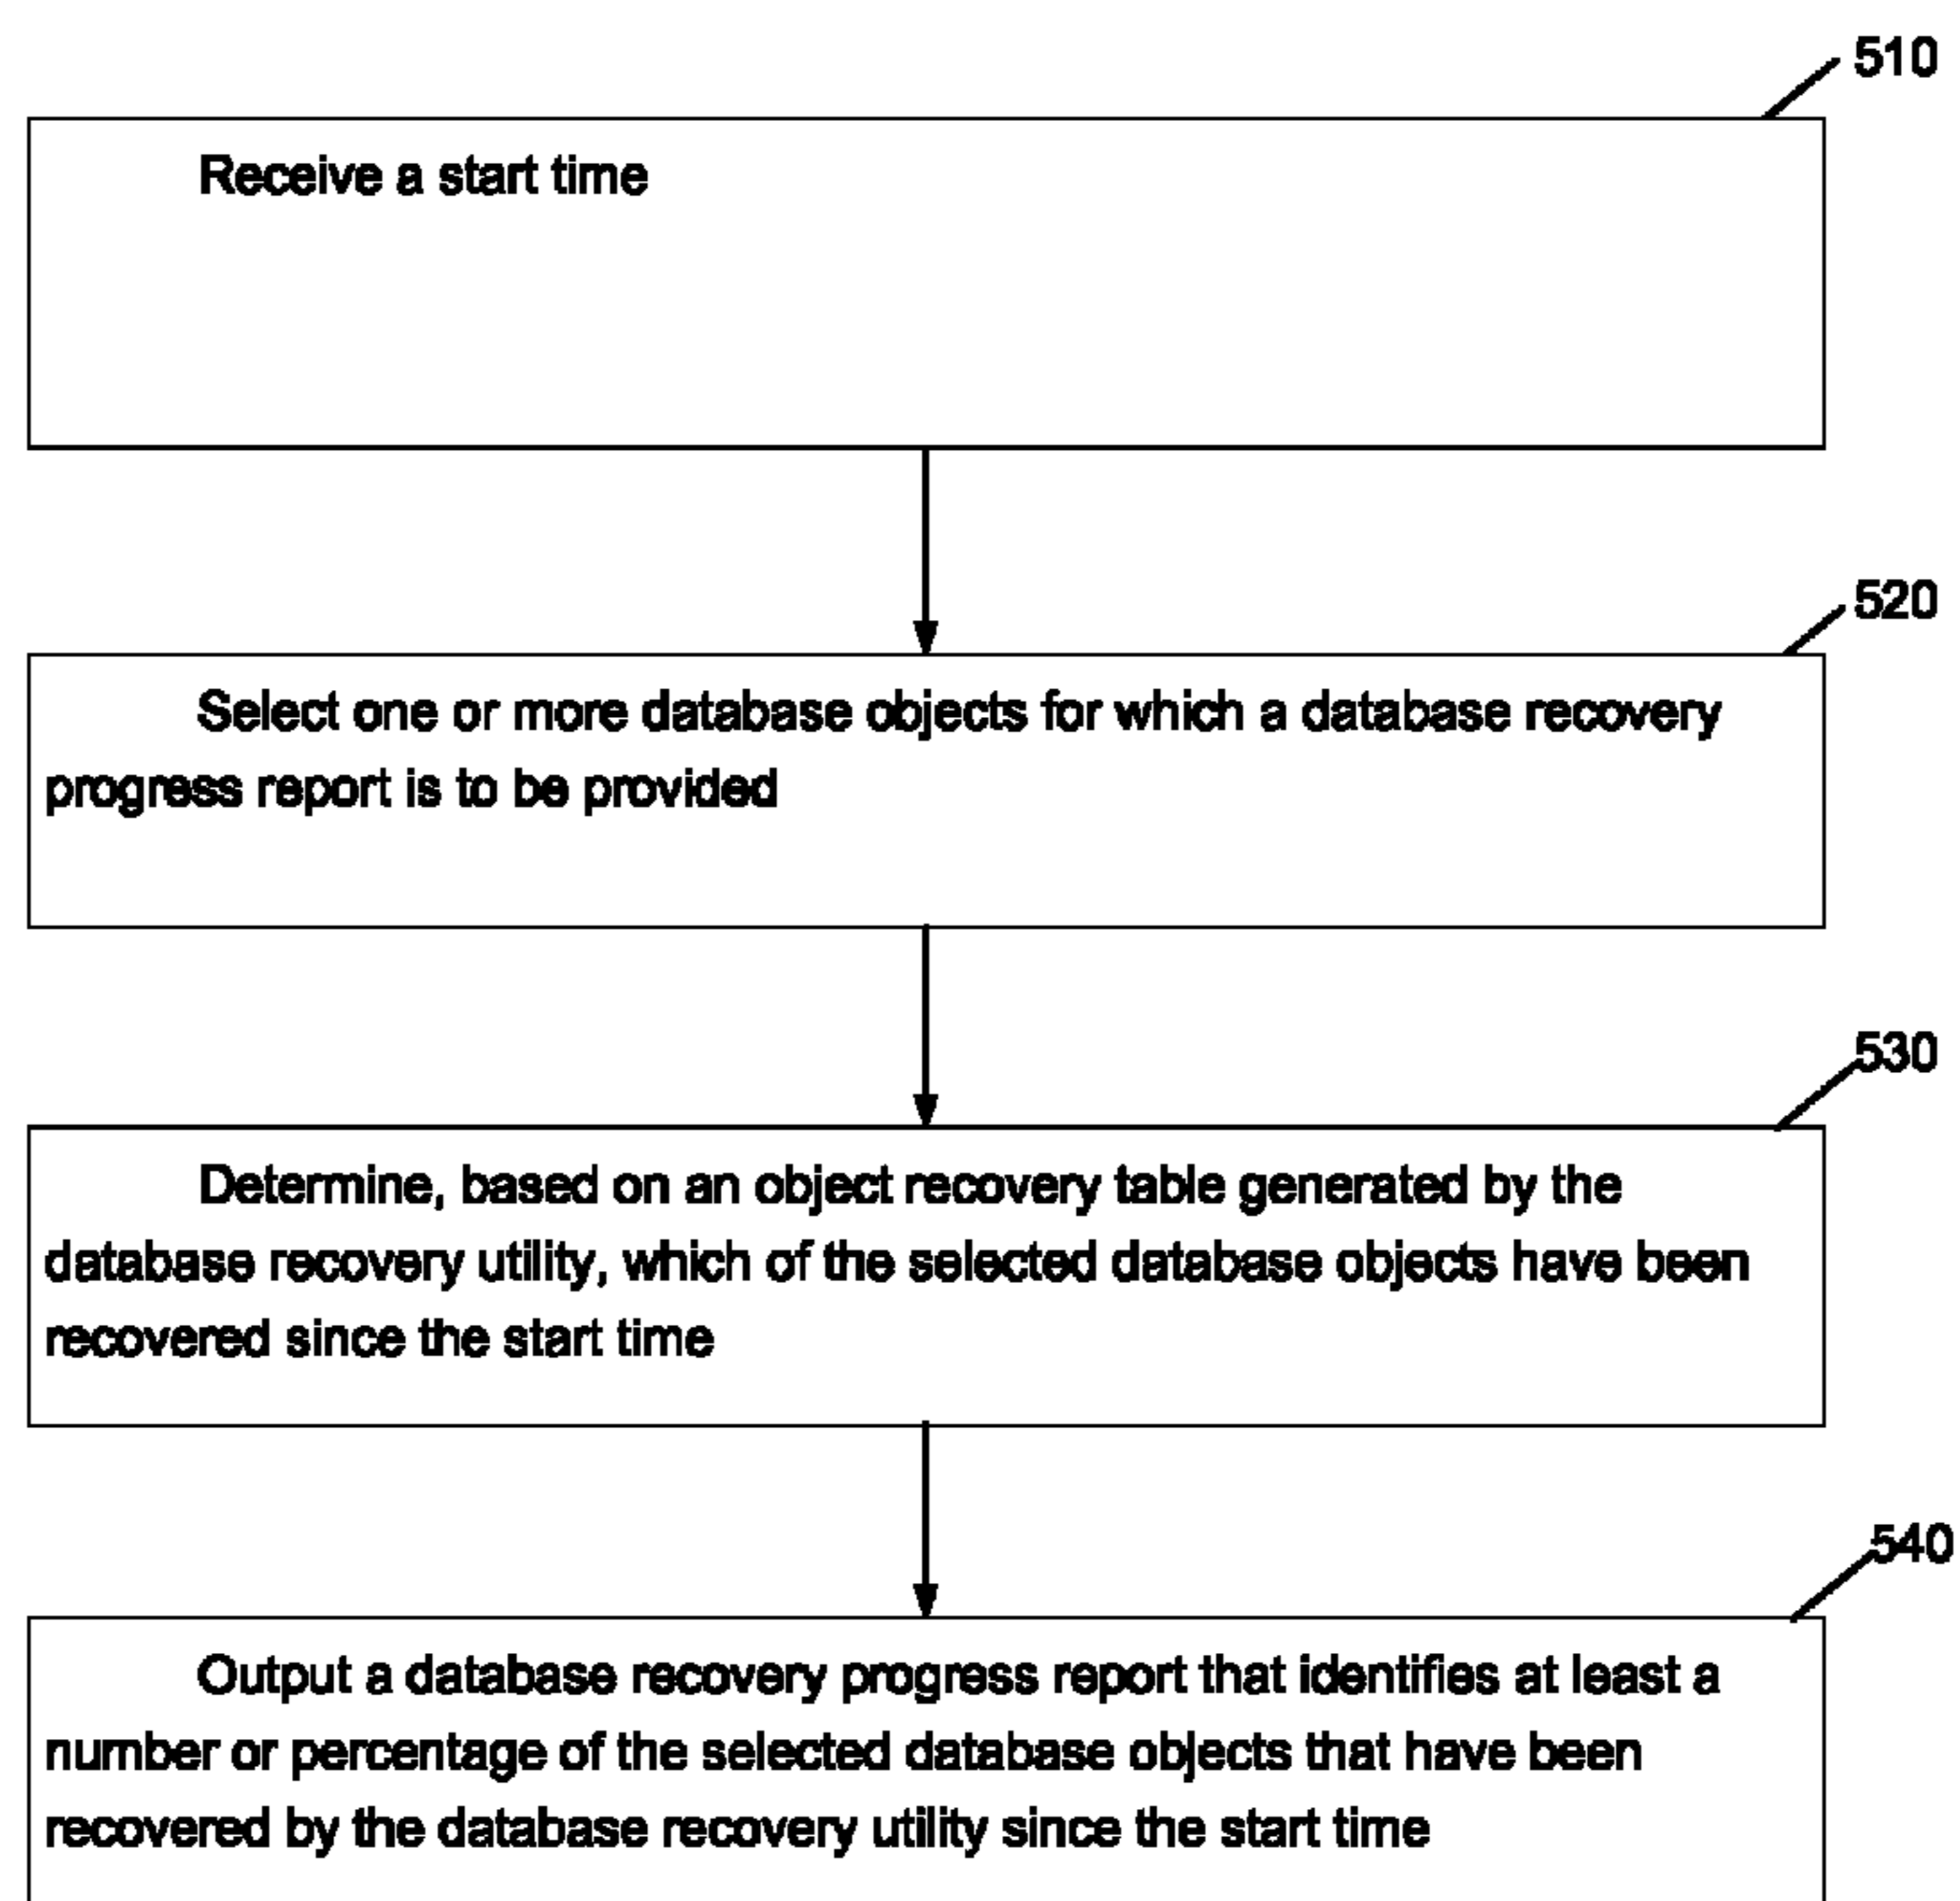 510
Receive a start time
520
Select one or more database objects for which a database recovery
progress report is to be provided
530
Determine, based on an object recovery table generated by the
database recovery utility, which of the selected database objects have been
recovered since the start time
540
Output a database recovery progress report that identifies at least a
number or percentage of the selected database objects that have been
recovered by the database recovery utility since the start time